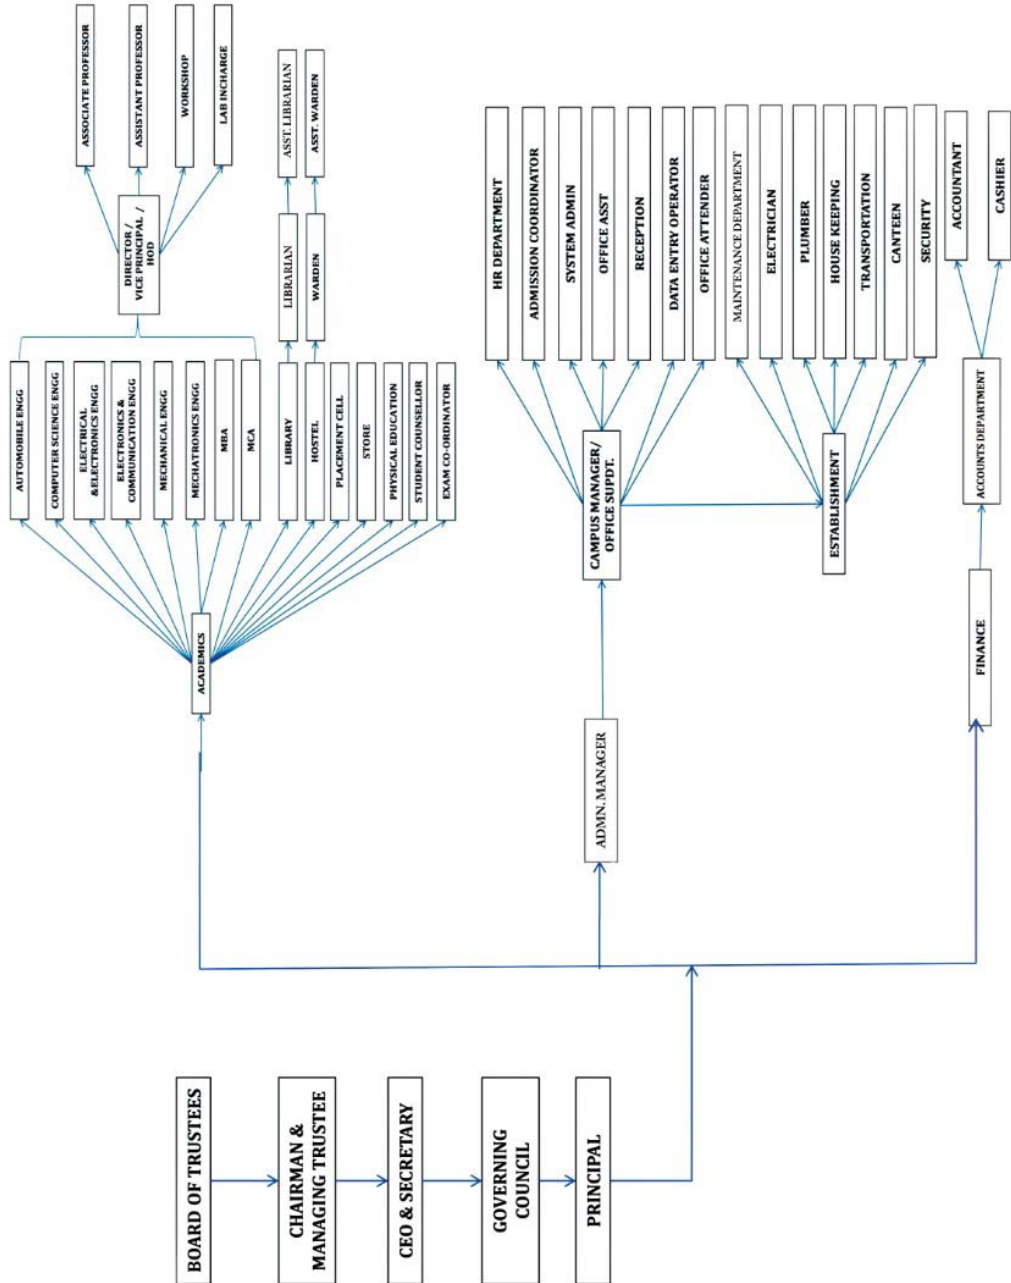 BOARD OF TRUSTEES
CHAIRMAN &
MANAGING TRUSTEE
CEO & SECRETARY
GOVERNING
COUNCIL
PRINCIPAL
ACADEMICS
AUTOMOBILE ENGG
COMPUTER SCIENCE ENGG
ELECTRICAL
&ELECTRONICS ENGG
ELECTRONICS &
COMMUNICATION ENGG
MECHANICAL ENGG
MECHATRONICS ENGG
MBA
MCA
DIRECTOR /
VICE PRINCIPAL /
HOD
ASSOCIATE PROFESSOR
ASSISTANT PROFESSOR
WORKSHOP
LAB INCHARGE
LIBRARY
LIBRARIAN
ASST. LIBRARIAN
HOSTEL
WARDEN
ASST. WARDEN
PLACEMENT CELL
STORE
PHYSICAL EDUCATION
STUDENT COUNSELLOR
EXAM CO-ORDINATOR
ADMN. MANAGER
CAMPUS MANAGER/
OFFICE SUPDT.
HR DEPARTMENT
ADMISSION COORDINATOR
SYSTEM ADMIN
OFFICE ASST
RECEPTION
DATA ENTRY OPERATOR
OFFICE ATTENDER
ESTABLISHMENT
MAINTENANCE DEPARTMENT
ELECTRICIAN
PLUMBER
HOUSE KEEPING
TRANSPORTATION
CANTEEN
SECURITY
FINANCE
ACCOUNTS DEPARTMENT
ACCOUNTANT
CASHIER